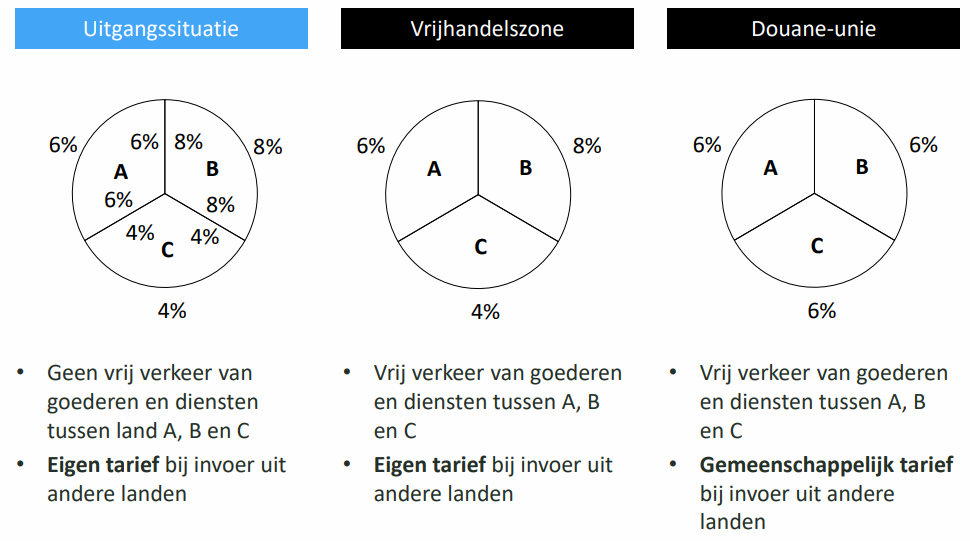 Uitgangssituatie
6%
6%
8%
8%
A
B
6%
8%
4%
4%
C
4%
• Geen vrij verkeer van
goederen en diensten
tussen land A, B en C
• Eigen tarief bij invoer uit
andere landen
Vrijhandelszone
6%
8%
A
B
C
4%
• Vrij verkeer van goederen
en diensten tussen A, B
en C
• Eigen tarief bij invoer uit
andere landen
Douane-unie
6%
6%
A
B
C
6%
• Vrij verkeer van goederen
en diensten tussen A, B
en C
• Gemeenschappelijk tarief
bij invoer uit andere
landen